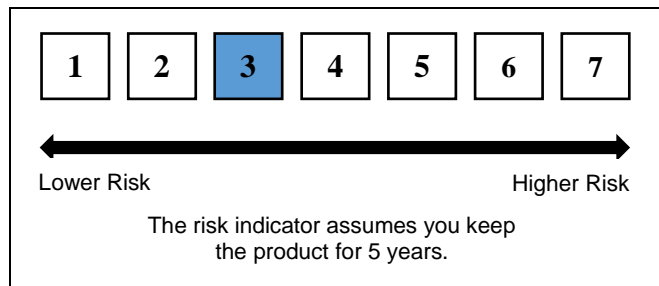 1 2 3 4 5 6 7
Lower Risk Higher Risk
The risk indicator assumes you keep
the product for 5 years.